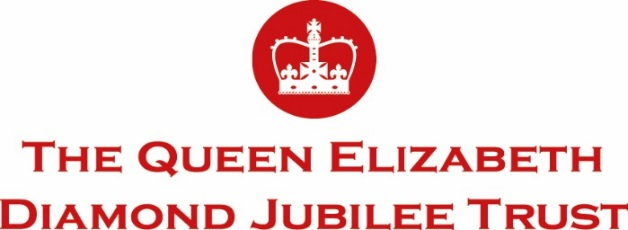 The Queen Elizabeth
Diamond Jubilee Trust